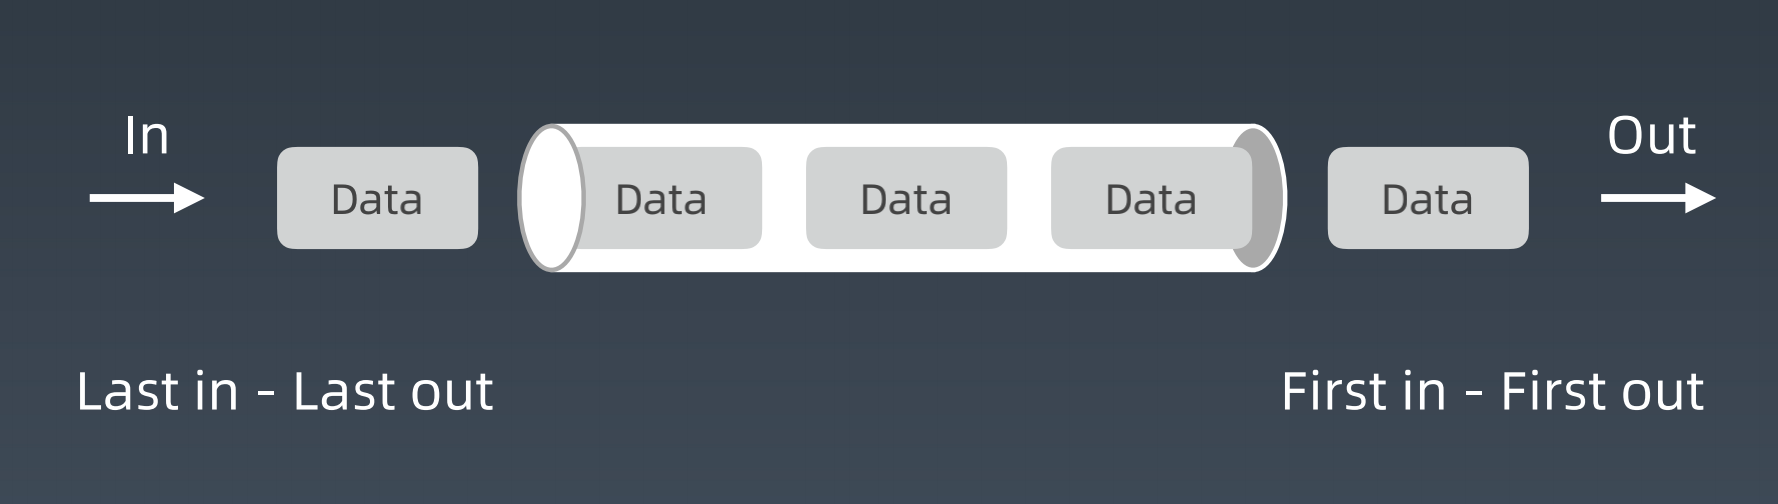 In
Out
Data
Data
Data
Data
Data
Last in - Last out
First in - First out